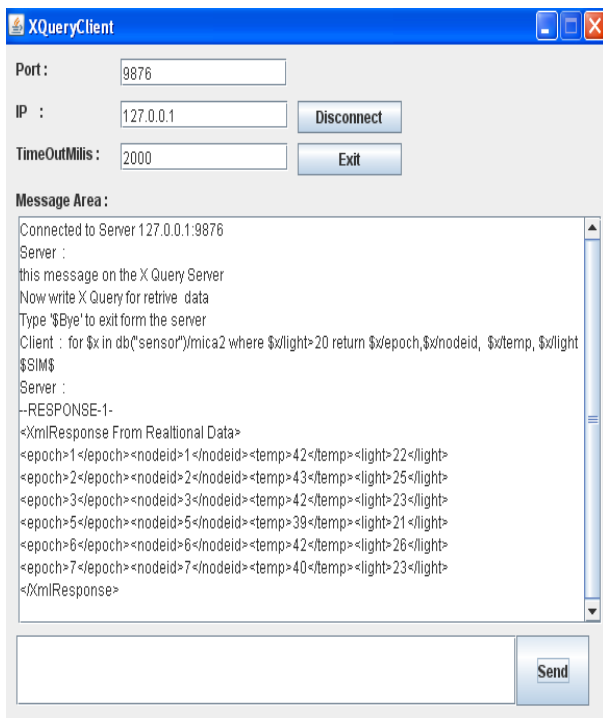 XQueryClient
Port :
9876
IP :
127.0.0.1
Disconnect
TimeOutMilis :
2000
Exit
Message Area :
Connected to Server 127.0.0.1:9876
Server :
this message on the X Query Server
Now write X Query for retrive data
Type '$Bye' to exit form the server
Client : for $x in db("sensor")/mica2 where $x/light>20 return $x/epoch,$x/nodeid, $x/temp, $x/light
$SIM$
Server :
--RESPONSE-1-
<XmlResponse From Realtional Data>
<epoch>1</epoch><nodeid>1</nodeid><temp>42</temp><light>22</light>
<epoch>2</epoch><nodeid>2</nodeid><temp>43</temp><light>25</light>
<epoch>3</epoch><nodeid>3</nodeid><temp>42</temp><light>23</light>
<epoch>5</epoch><nodeid>5</nodeid><temp>39</temp><light>21</light>
<epoch>6</epoch><nodeid>6</nodeid><temp>42</temp><light>26</light>
<epoch>7</epoch><nodeid>7</nodeid><temp>40</temp><light>23</light>
</XmlResponse>
Send